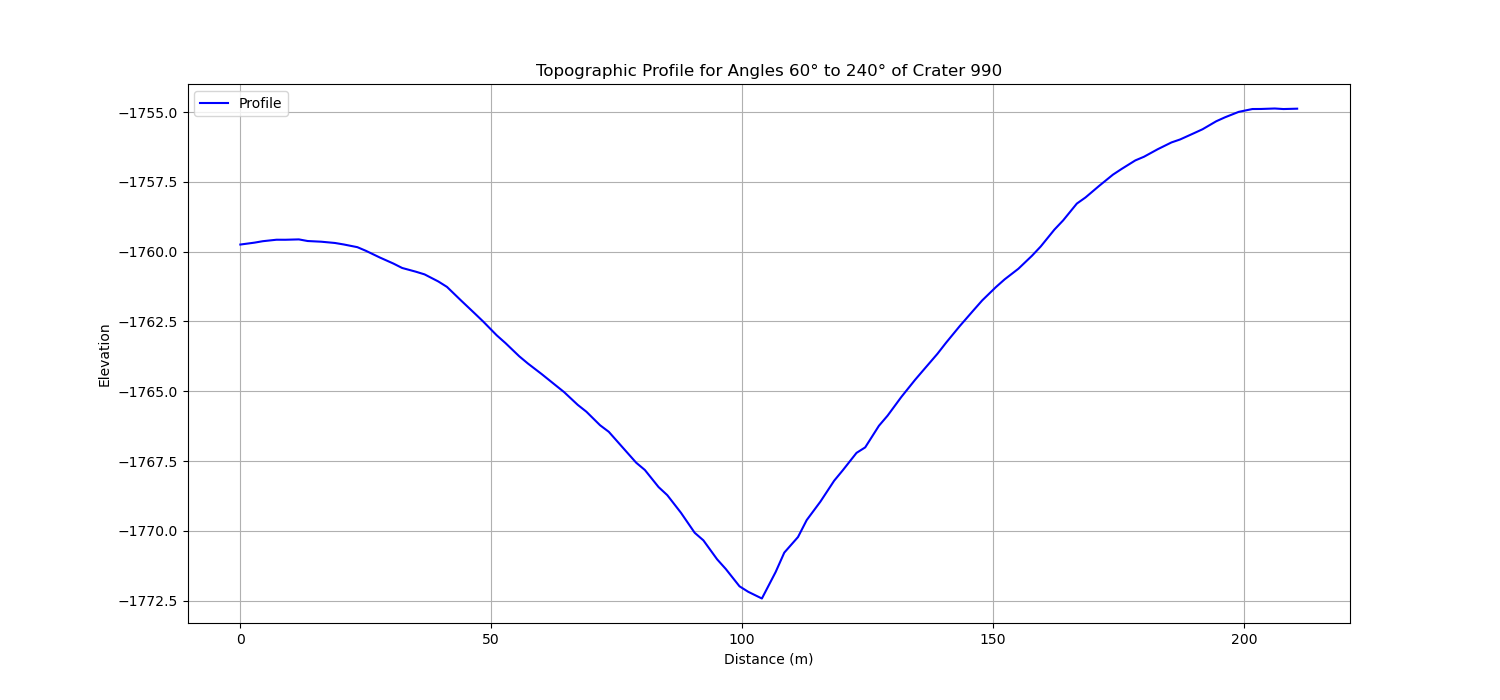 Topographic Profile for Angles 60° to 240° of Crater 990
Profile
−1755.0
−1757.5
−1760.0
−1762.5
−1765.0
−1767.5
−1770.0
−1772.5
Elevation
0 50 100 150 200
Distance (m)